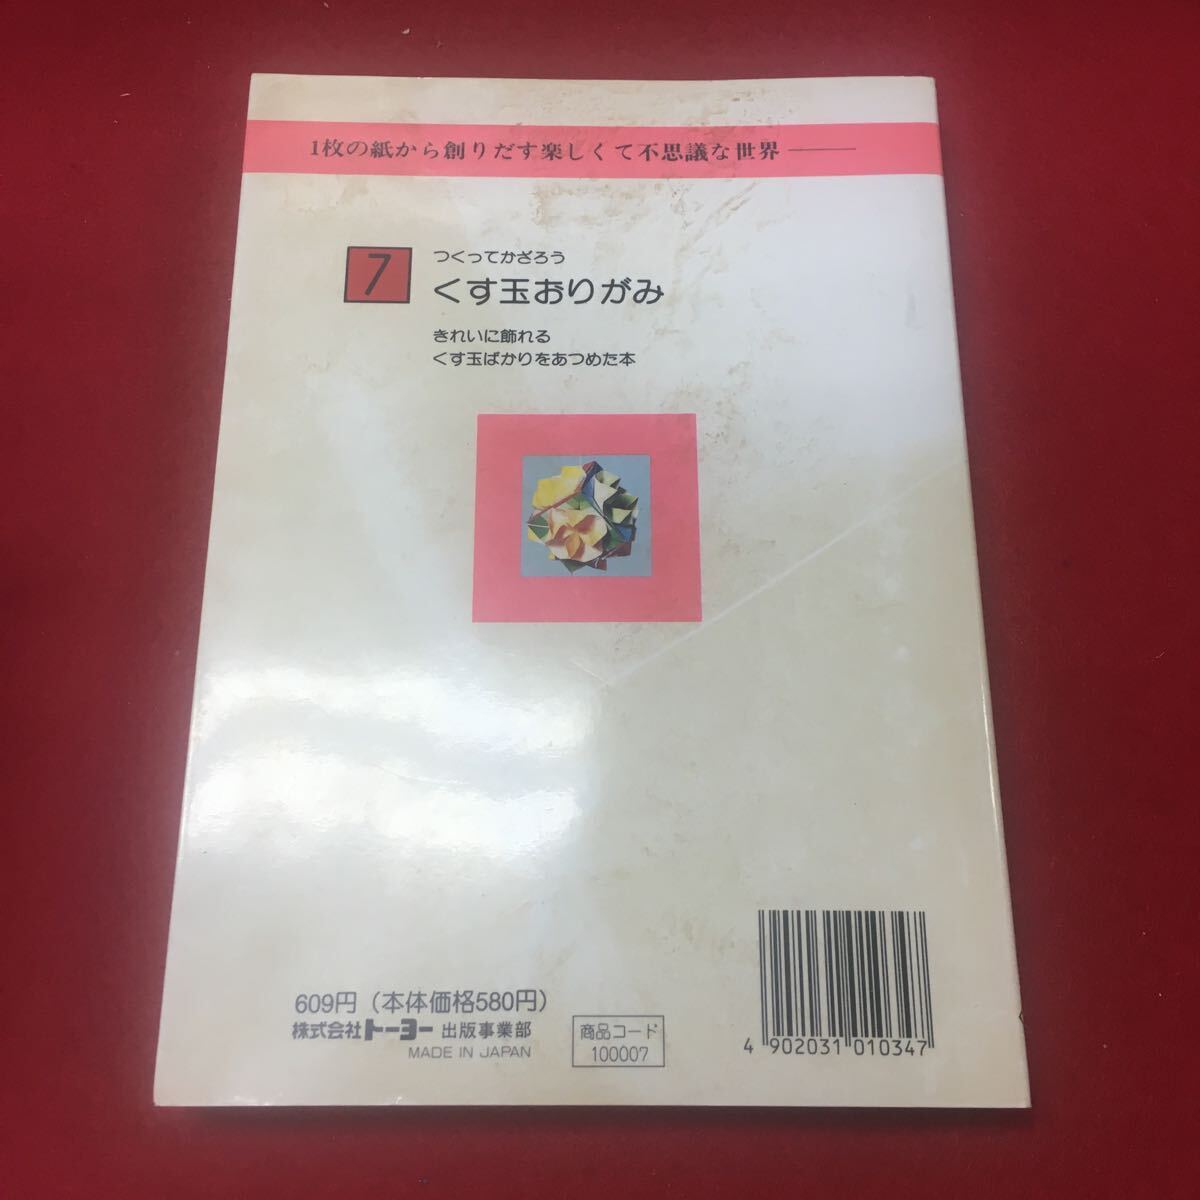 1枚の紙から創りだす楽しくて不思議な世界――
7
つくってかざろう
くす玉おりがみ
きれいに飾れる
くす玉ばかりをあつめた本
609円（本体価格580円）
株式会社トーヨー 出版事業部
MADE IN JAPAN
商品コード
100007
4 902031 010347